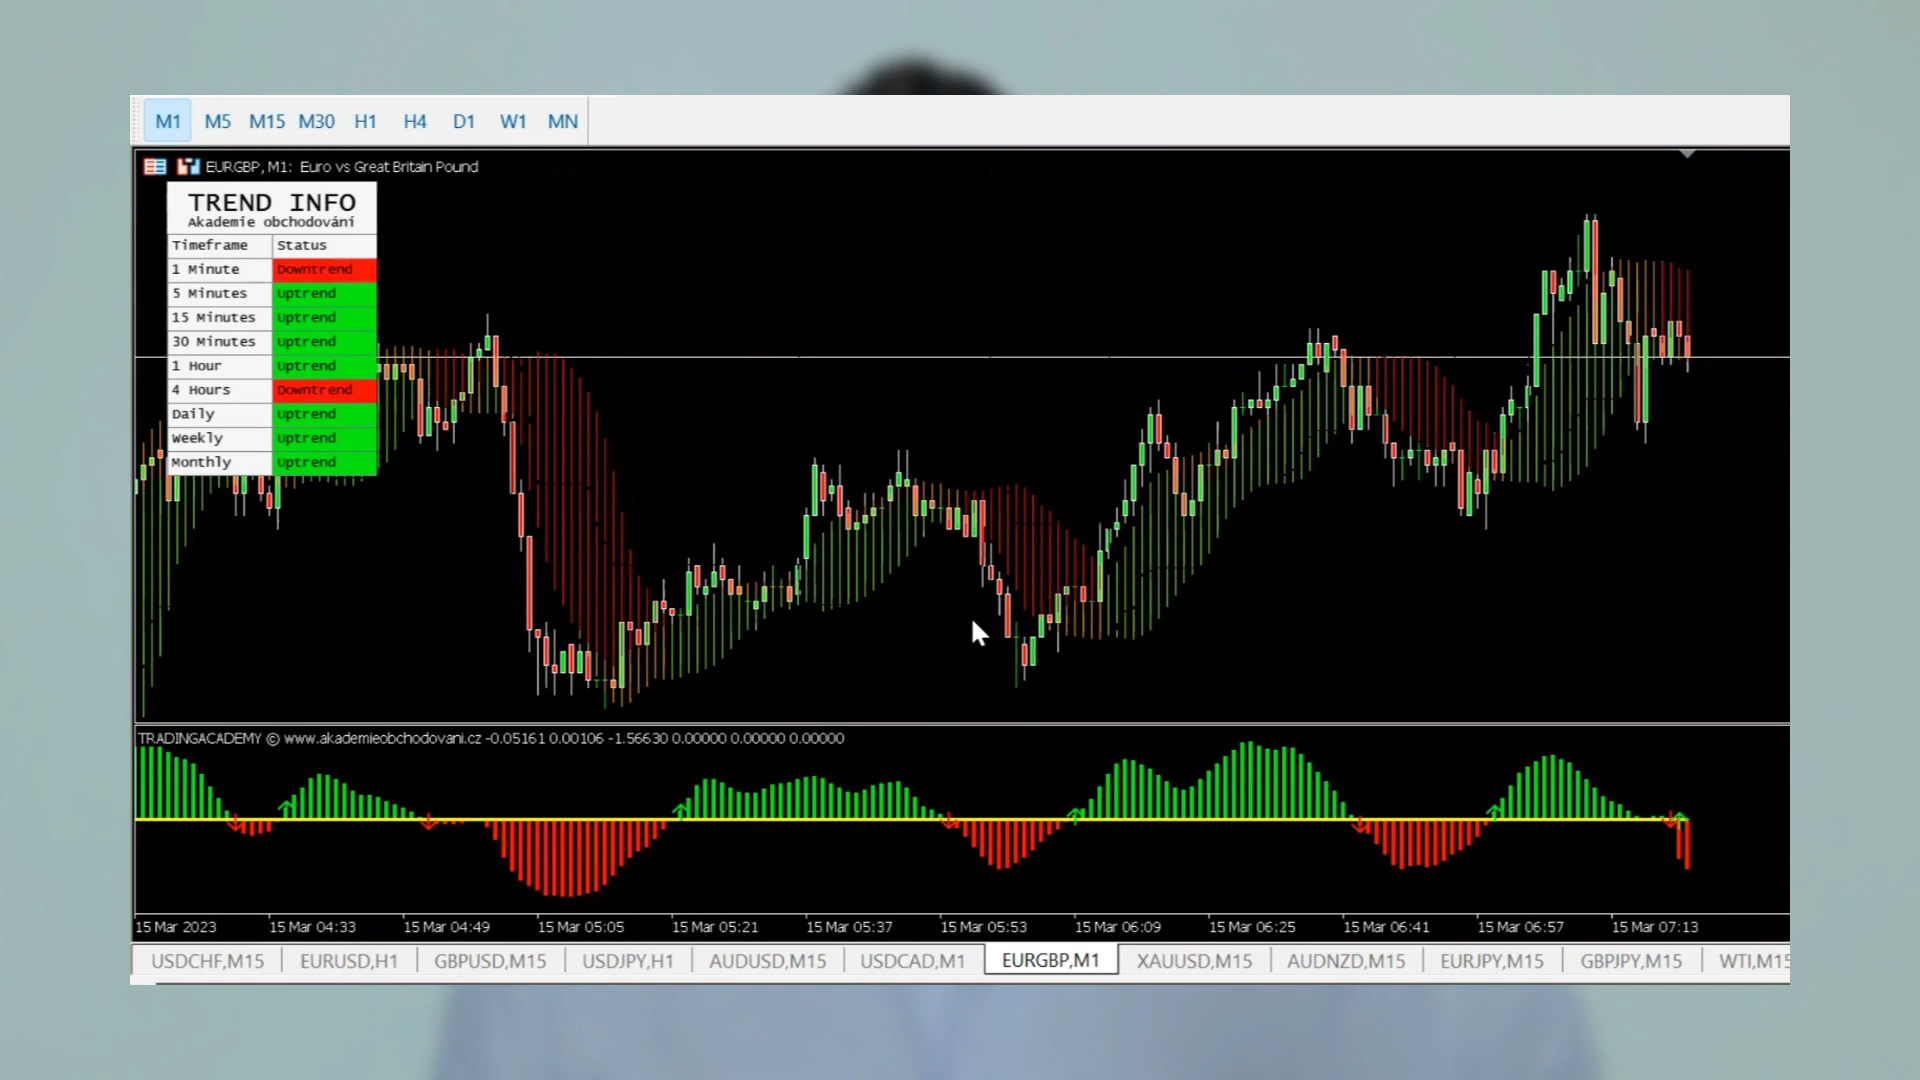 M1 M5 M15 M30 H1 H4 D1 W1 MN
EURGBP, M1: Euro vs Great Britain Pound
TREND INFO
Akademie obchodování
Timeframe Status
1 Minute Downtrend
5 Minutes Uptrend
15 Minutes Uptrend
30 Minutes Uptrend
1 Hour Uptrend
4 Hours Downtrend
Daily Uptrend
Weekly Uptrend
Monthly Uptrend
TRADINGACADEMY © www.akademieobchodovani.cz -0.05161 0.00106 -1.56630 0.00000 0.00000 0.00000
15 Mar 2023 15 Mar 04:33 15 Mar 04:49 15 Mar 05:05 15 Mar 05:21 15 Mar 05:37 15 Mar 05:53 15 Mar 06:09 15 Mar 06:25 15 Mar 06:41 15 Mar 06:57 15 Mar 07:13
USDCHF,M15 EURUSD,H1 GBPUSD,M15 USDJPY,H1 AUDUSD,M15 USDCAD,M1 EURGBP,M1 XAUUSD,M15 AUDNZD,M15 EURJPY,M15 GBPJPY,M15 WTI,M15